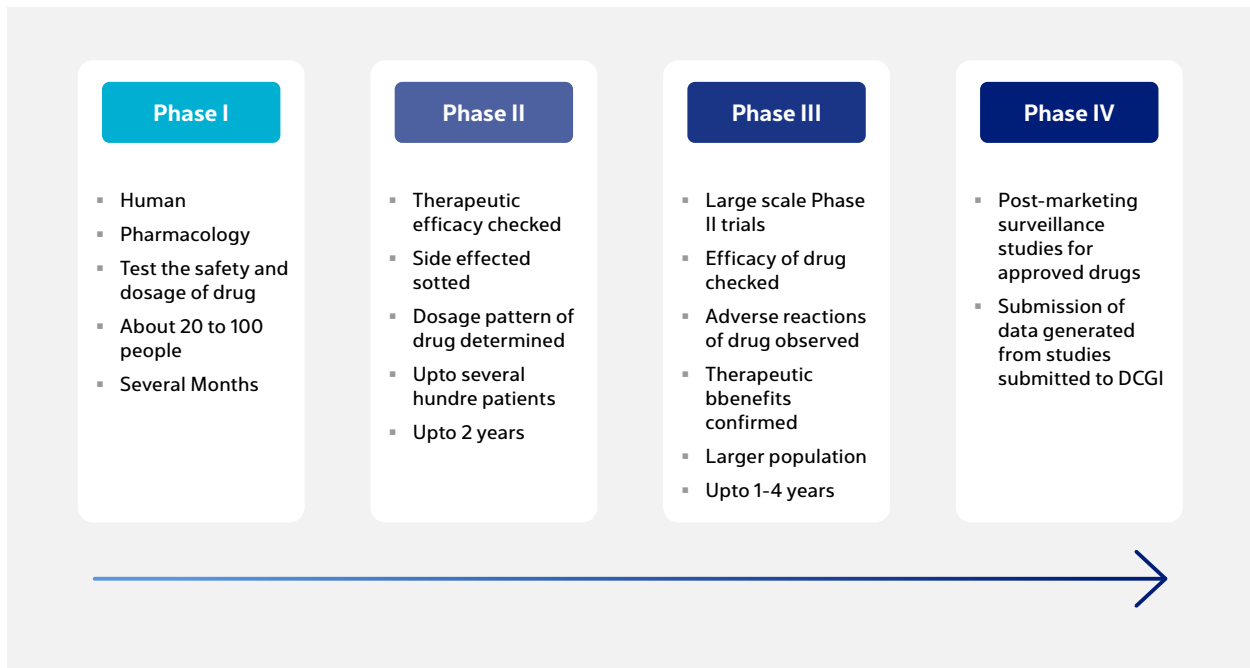 Phase I
Human
Pharmacology
Test the safety and
dosage of drug
About 20 to 100
people
Several Months
Phase II
Therapeutic
efficacy checked
Side effected
sotted
Dosage pattern of
drug determined
Upto several
hundre patients
Upto 2 years
Phase III
Large scale Phase
II trials
Efficacy of drug
checked
Adverse reactions
of drug observed
Therapeutic
bbenefits
confirmed
Larger population
Upto 1-4 years
Phase IV
Post-marketing
surveillance
studies for
approved drugs
Submission of
data generated
from studies
submitted to DCGI